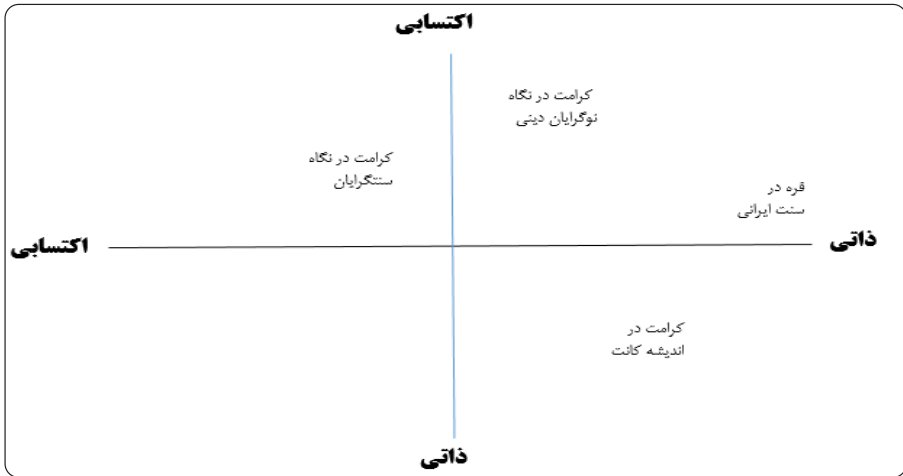 اکتسابی
کرامت در نگاه
نوگرایان دینی
کرامت در نگاه
سنتگرایان
قره در
سنت ایرانی
ذاتی
اکتسابی
کرامت در
اندیشه کانت
ذاتی